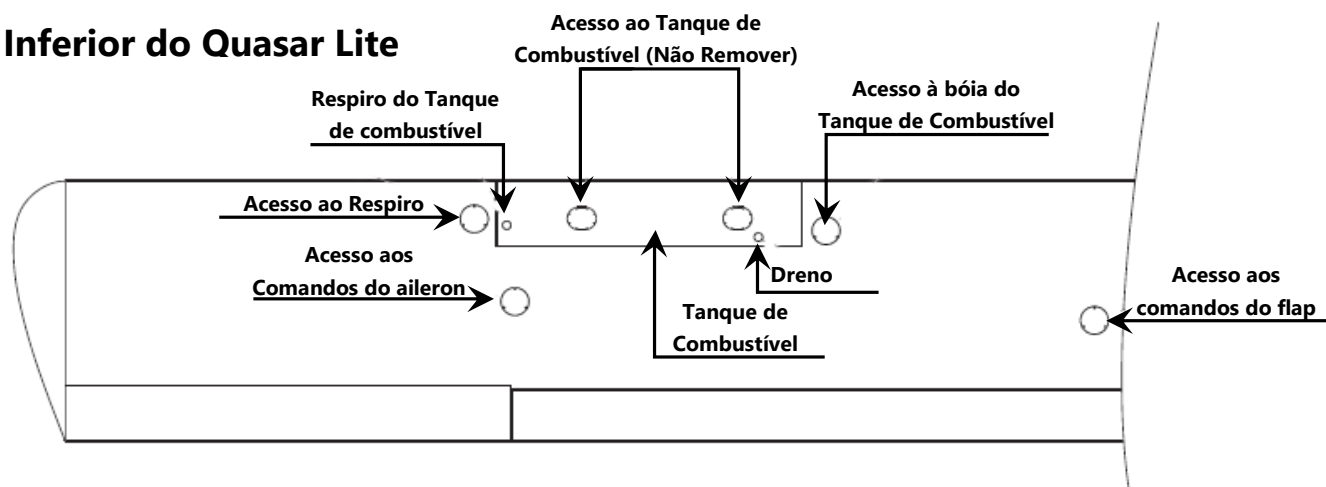 Inferior do Quasar Lite
Acesso ao Tanque de
Combustível (Não Remover)
Respiro do Tanque
de combustível
Acesso à bóia do
Tanque de Combustível
Acesso ao Respiro
Acesso aos
Comandos do aileron
Dreno
Tanque de
Combustível
Acesso aos
comandos do flap